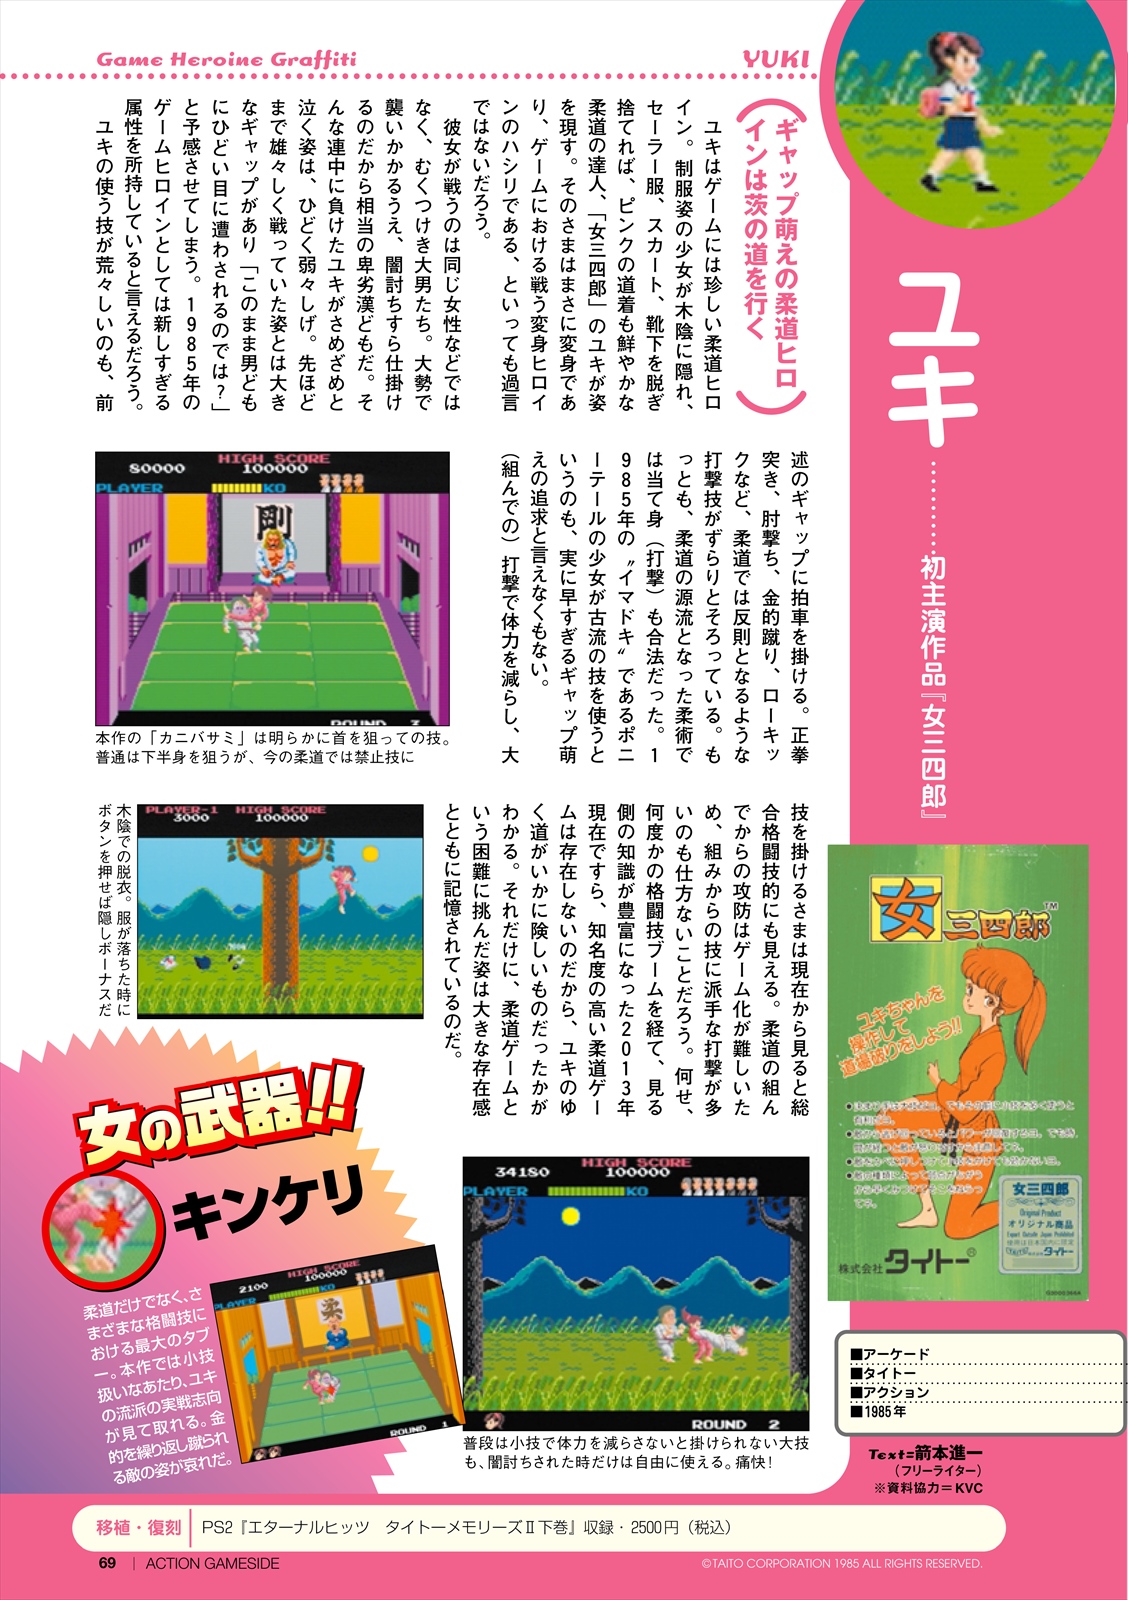 Game Heroine Graffiti
YUKI
ユキ…………初主演作品『女三四郎』
ギャップ萌えの柔道ヒロ
インは茨の道を行く
ユキはゲームには珍しい柔道ヒロ
イン。制服姿の少女が木陰に隠れ、
セーラー服、スカート、靴下を脱ぎ
捨てれば、ピンクの道着も鮮やかな
柔道の達人、「女三四郎」のユキが姿
を現す。そのさまはまさに変身であ
り、ゲームにおける戦う変身ヒロイ
ンのハシリである、といっても過言
ではないだろう。
彼女が戦うのは同じ女性などでは
なく、むくつけき大男たち。大勢で
襲いかかるうえ、闇討ちすら仕掛け
るのだから相当の卑劣漢どもだ。そ
んな連中に負けたユキがさめざめと
泣く姿は、ひどく弱々しげ。先ほど
まで雄々しく戦っていた姿とは大き
なギャップがあり「このまま男ども
にひどい目に遭わされるのでは？」
と予感させてしまう。1985年の
ゲームヒロインとしては新しすぎる
属性を所持していると言えるだろう。
ユキの使う技が荒々しいのも、前
述のギャップに拍車を掛ける。正拳
突き、肘撃ち、金的蹴り、ローキッ
クなど、柔道では反則となるような
打撃技がずらりとそろっている。も
っとも、柔道の源流となった柔術で
は当て身（打撃）も合法だった。1
985年の〝イマドキ〟であるポニ
ーテールの少女が古流の技を使うと
いうのも、実に早すぎるギャップ萌
えの追求と言えなくもない。
（組んでの）打撃で体力を減らし、大
技を掛けるさまは現在から見ると総
合格闘技的にも見える。柔道の組ん
でからの攻防はゲーム化が難しいた
め、組みからの技に派手な打撃が多
いのも仕方ないことだろう。何せ、
何度かの格闘技ブームを経て、見る
側の知識が豊富になった2013年
現在ですら、知名度の高い柔道ゲー
ムは存在しないのだから、ユキのゆ
く道がいかに険しいものだったかが
わかる。それだけに、柔道ゲームと
いう困難に挑んだ姿は大きな存在感
とともに記憶されているのだ。
HIGH SCORE
80000 100000
PLAYER KO
剛
ROUND 3
本作の「カニバサミ」は明らかに首を狙っての技。
普通は下半身を狙うが、今の柔道では禁止技に
PLAYER-1 HIGH SCORE
3000 100000
木陰での脱衣。服が落ちた時に
ボタンを押せば隠しボーナスだ
女の武器!!
キンケリ
柔道だけでなく、さ
まざまな格闘技に
おける最大のタブ
ー。本作では小技
扱いなあたり、ユキ
の流派の実戦志向
が見て取れる。金
的を繰り返し蹴られ
る敵の姿が哀れだ。
HIGH SCORE
2100 100000
PLAYER KO
柔
ROUND 1
HIGH SCORE
34180 100000
PLAYER KO
ROUND 2
普段は小技で体力を減らさないと掛けられない大技
も、闇討ちされた時だけは自由に使える。痛快！
女三四郎 TM
ユキちゃんを
操作して
道場破りをしよう!!
女三四郎
Original Product
オリジナル商品
Export Outside Japan Prohibited
使用は日本国内に限定
株式会社タイトー®
■アーケード
■タイトー
■アクション
■1985年
Text=箭本進一
（フリーライター）
※資料協力＝KVC
移植・復刻 PS2『エターナルヒッツ　タイトーメモリーズⅡ下巻』収録・2500円（税込）
69 | ACTION GAMESIDE
©TAITO CORPORATION 1985 ALL RIGHTS RESERVED.